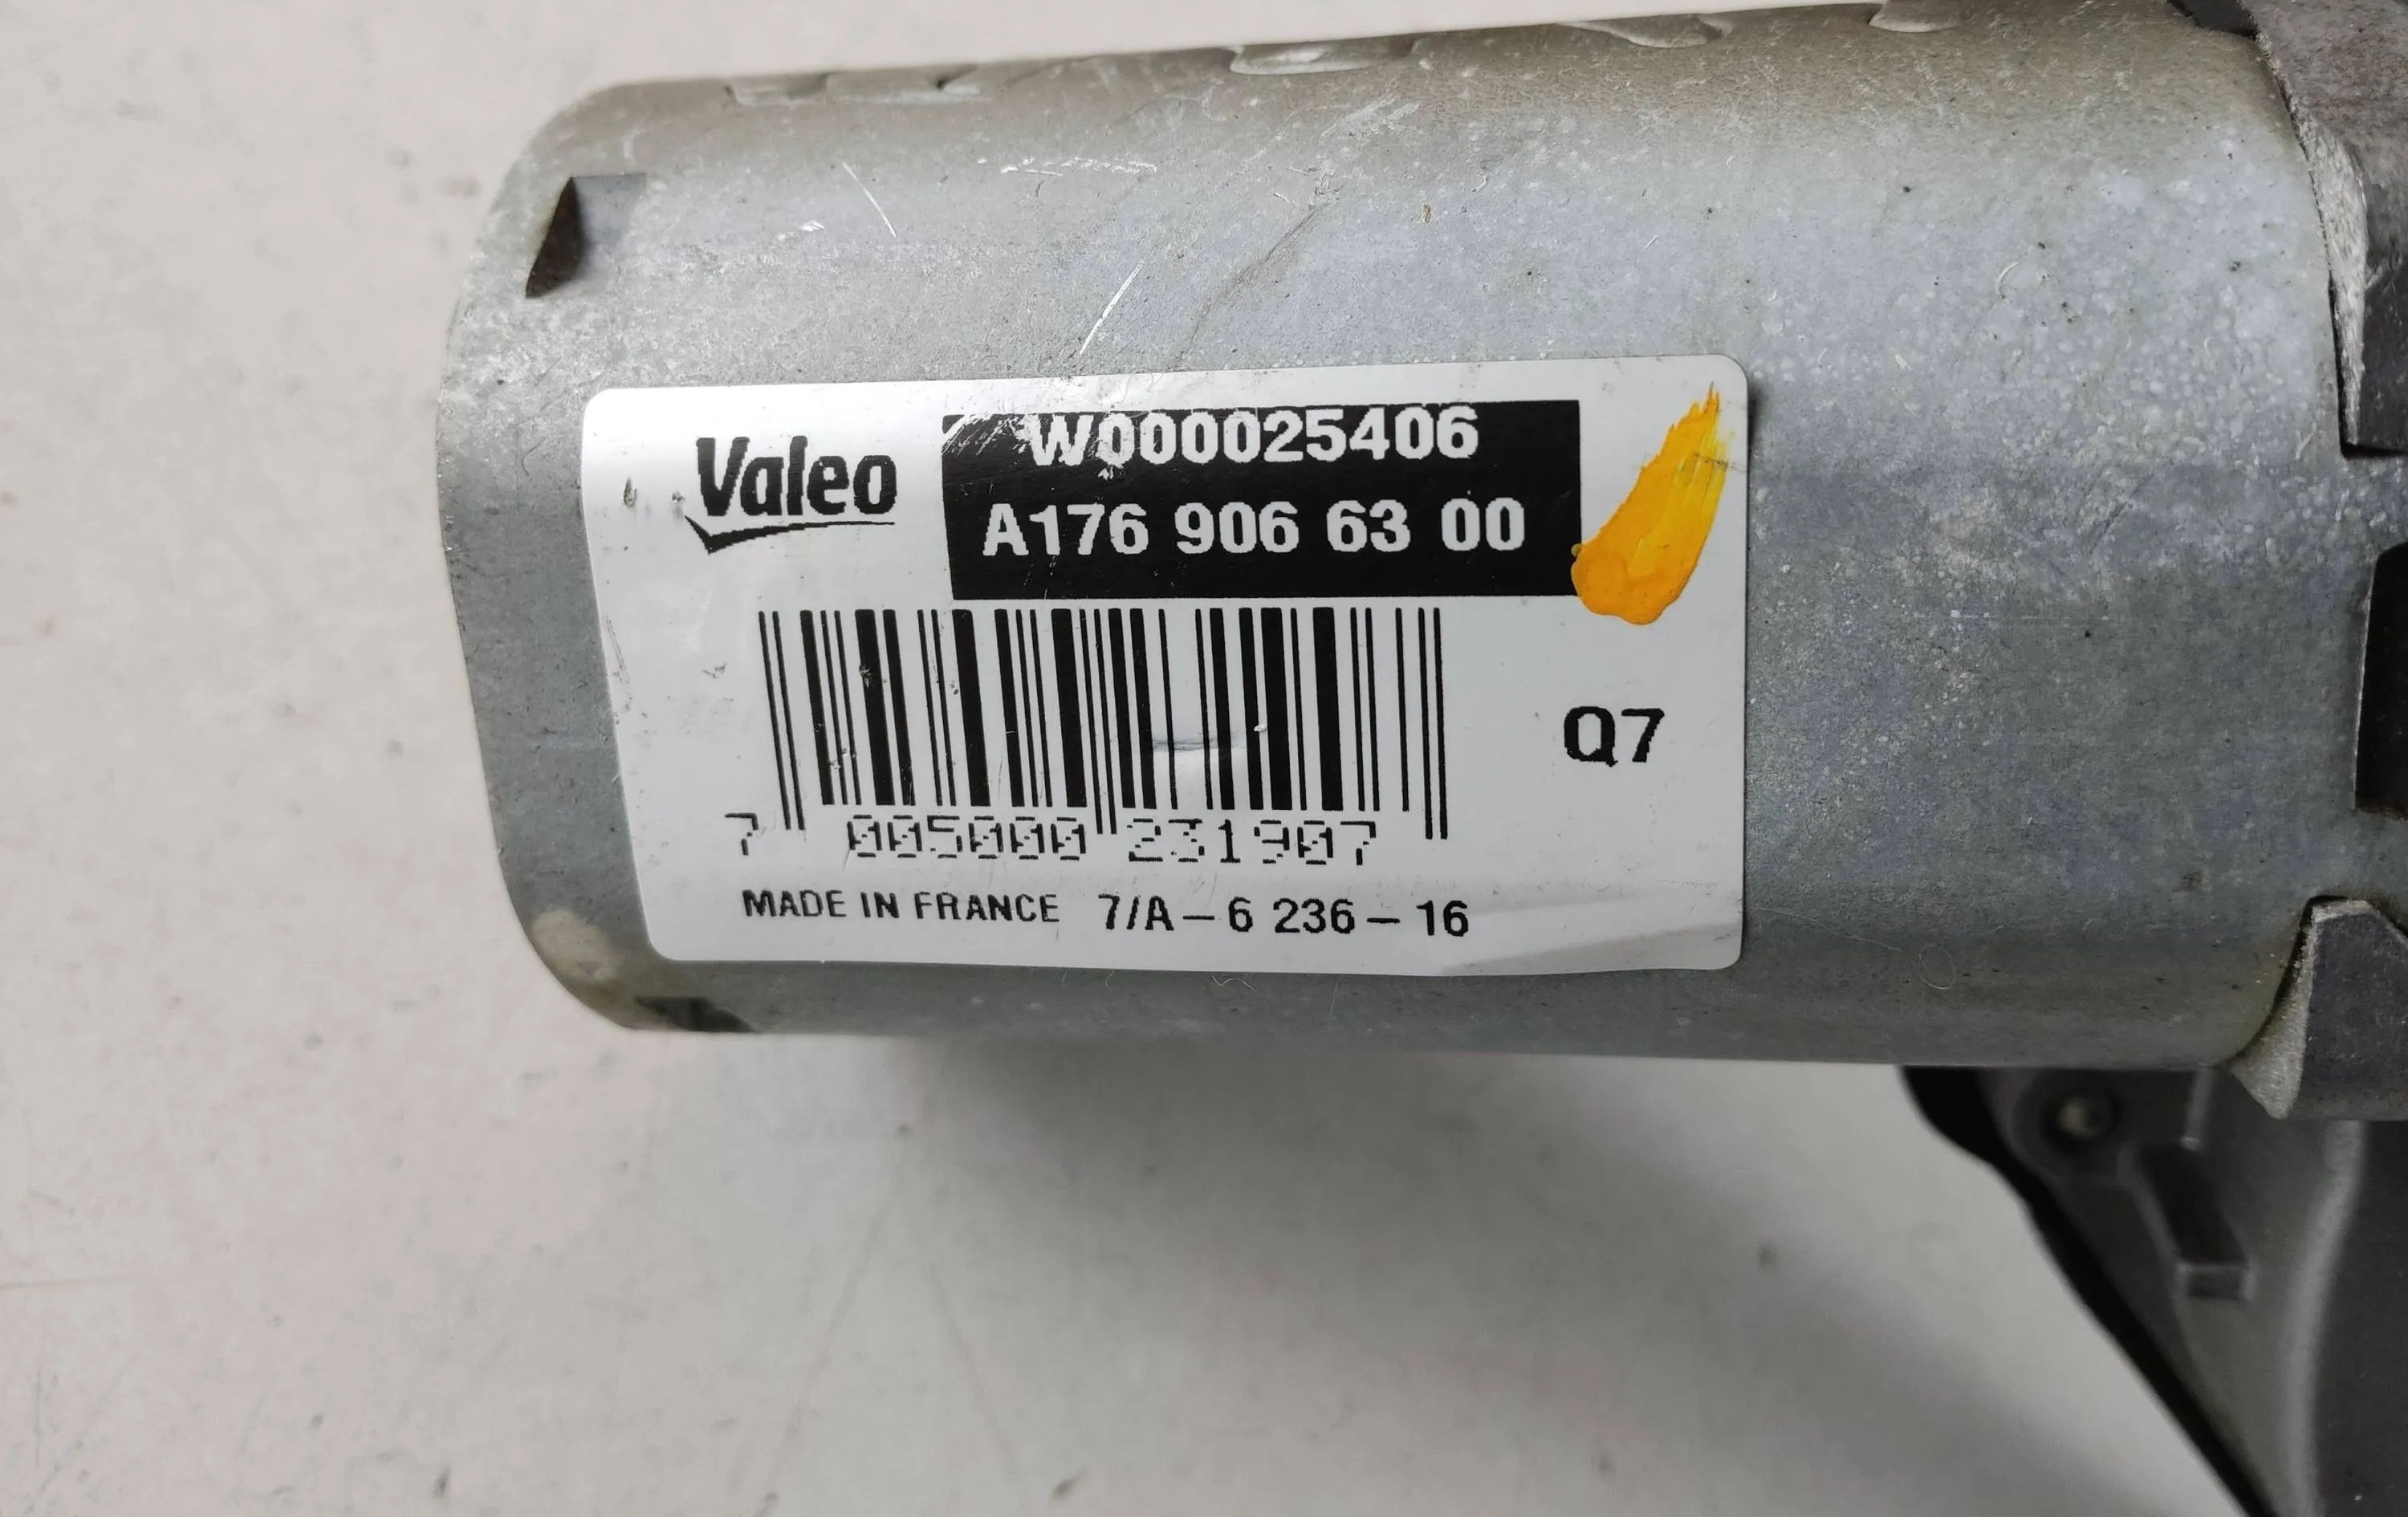 Valeo
W000025406
A176 906 63 00
Q7
7 005000 231907
MADE IN FRANCE 7/A-6 236-16